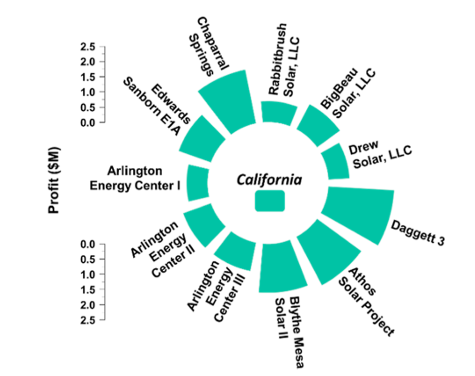 2.5
2.0
1.5
1.0
0.5
0.0
Profit ($M)
0.0
0.5
1.0
1.5
2.0
2.5
California
Chaparral
Springs
Rabbitbrush
Solar, LLC
BigBeau
Solar, LLC
Drew
Solar, LLC
Daggett 3
Athos
Solar Project
Blythe Mesa
Solar II
Arlington
Energy
Center III
Arlington
Energy
Center II
Arlington
Energy Center I
Edwards
Sanborn E1A